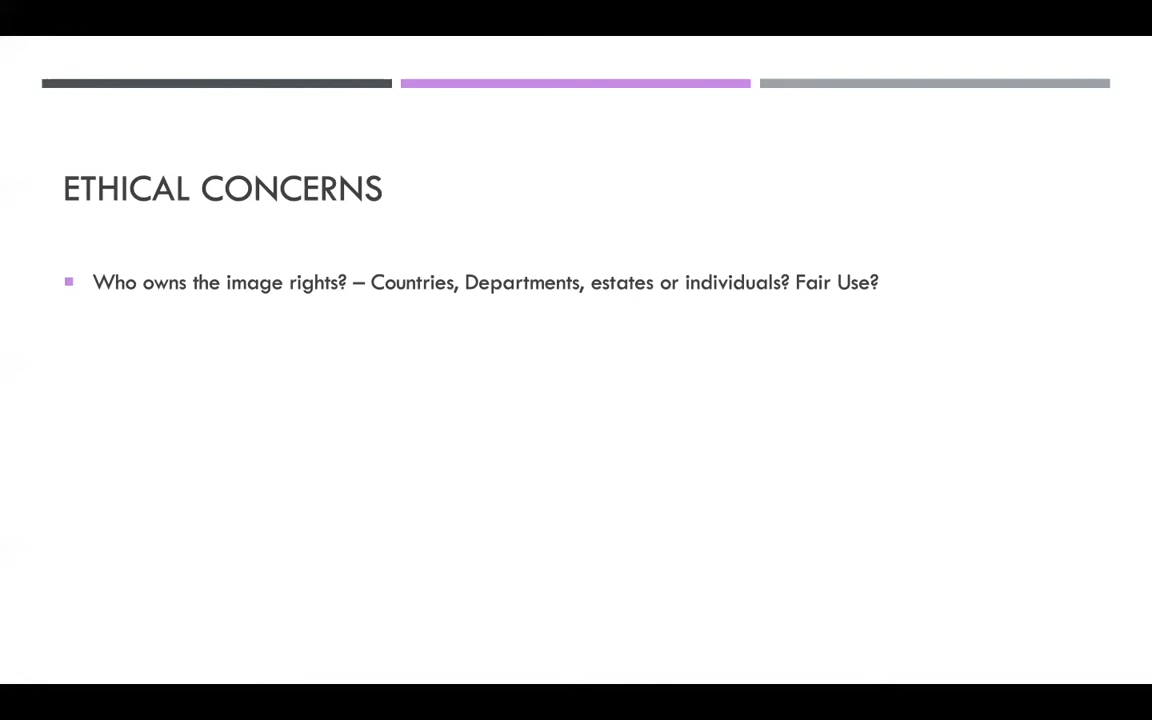 ETHICAL CONCERNS
Who owns the image rights? – Countries, Departments, estates or individuals? Fair Use?